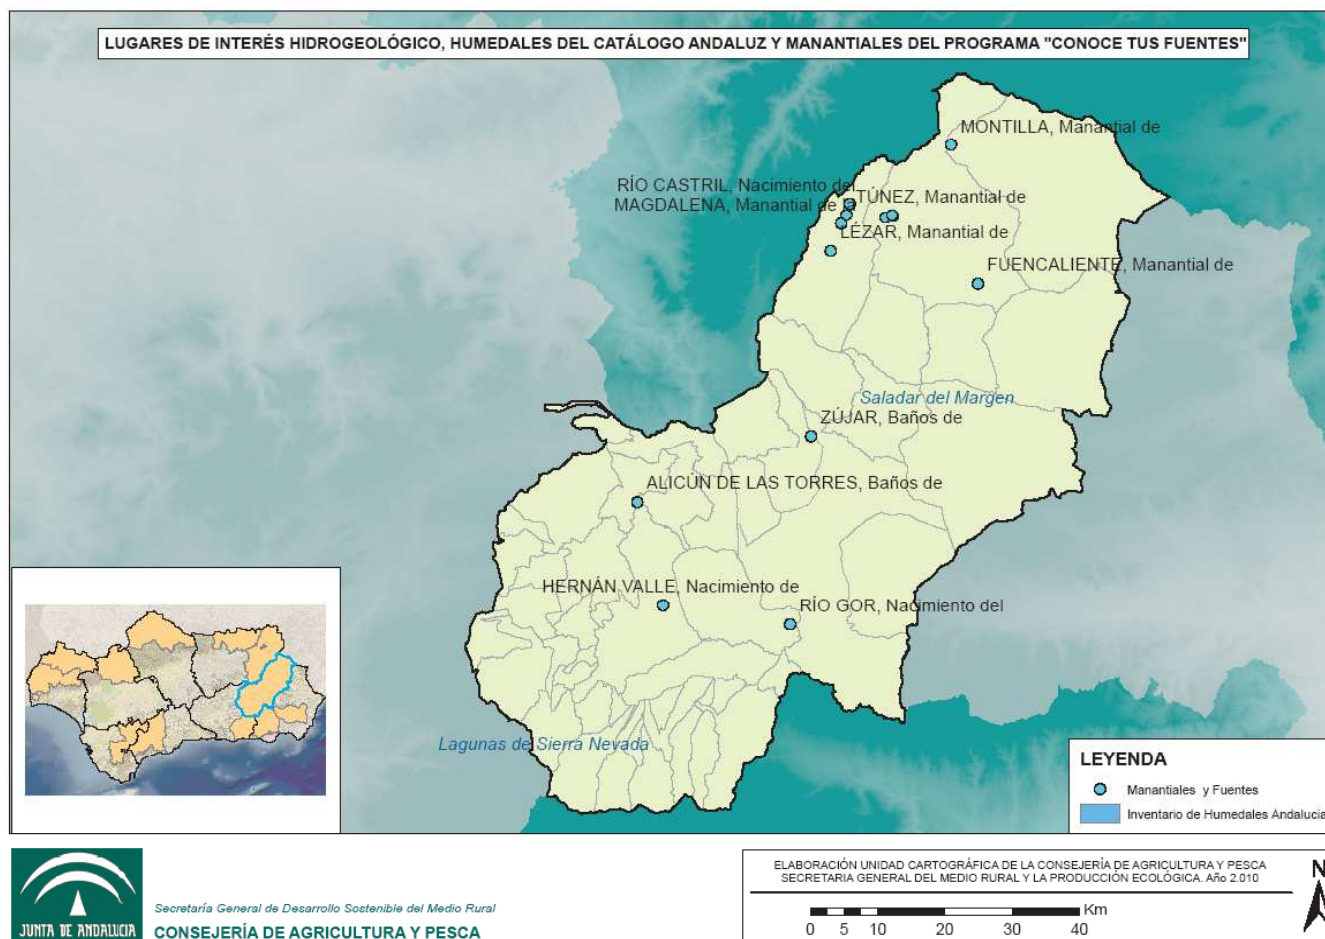 LUGARES DE INTERÉS HIDROGEOLÓGICO, HUMEDALES DEL CATÁLOGO ANDALUZ Y MANANTIALES DEL PROGRAMA "CONOCE TUS FUENTES"
MONTILLA, Manantial de
RÍO CASTRIL, Nacimiento del
TÚNEZ, Manantial de
MAGDALENA, Manantial de la
LÉZAR, Manantial de
FUENCALIENTE, Manantial de
Saladar del Margen
ZÚJAR, Baños de
ALICÚN DE LAS TORRES, Baños de
HERNÁN VALLE, Nacimiento de
RÍO GOR, Nacimiento del
Lagunas de Sierra Nevada
LEYENDA
Manantiales y Fuentes
Inventario de Humedales Andalucia
JUNTA DE ANDALUCIA
Secretaría General de Desarrollo Sostenible del Medio Rural
CONSEJERÍA DE AGRICULTURA Y PESCA
ELABORACIÓN UNIDAD CARTOGRÁFICA DE LA CONSEJERÍA DE AGRICULTURA Y PESCA
SECRETARIA GENERAL DEL MEDIO RURAL Y LA PRODUCCIÓN ECOLÓGICA. Año 2.010
Km
0 5 10 20 30 40
N